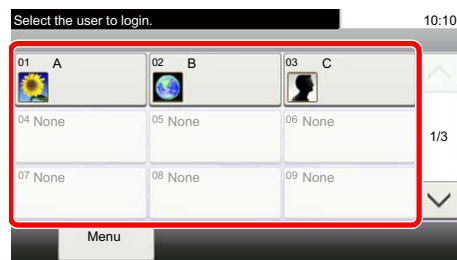 Select the user to login.
10:10
01 A
02 B
03 C
04 None
05 None
06 None
1/3
07 None
08 None
09 None
Menu